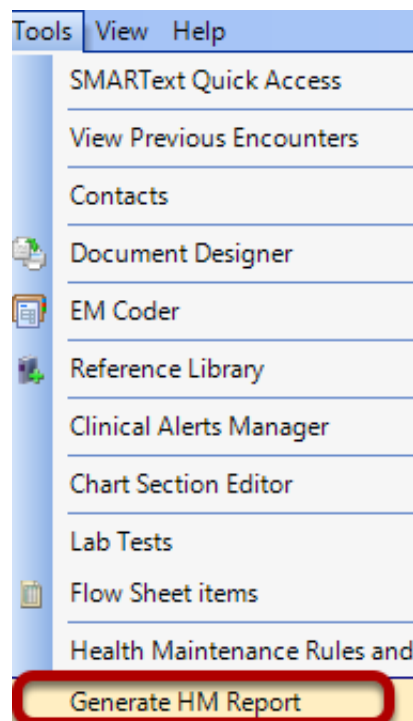 Tools View Help
SMARText Quick Access
View Previous Encounters
Contacts
Document Designer
EM Coder
Reference Library
Clinical Alerts Manager
Chart Section Editor
Lab Tests
Flow Sheet items
Health Maintenance Rules and
Generate HM Report